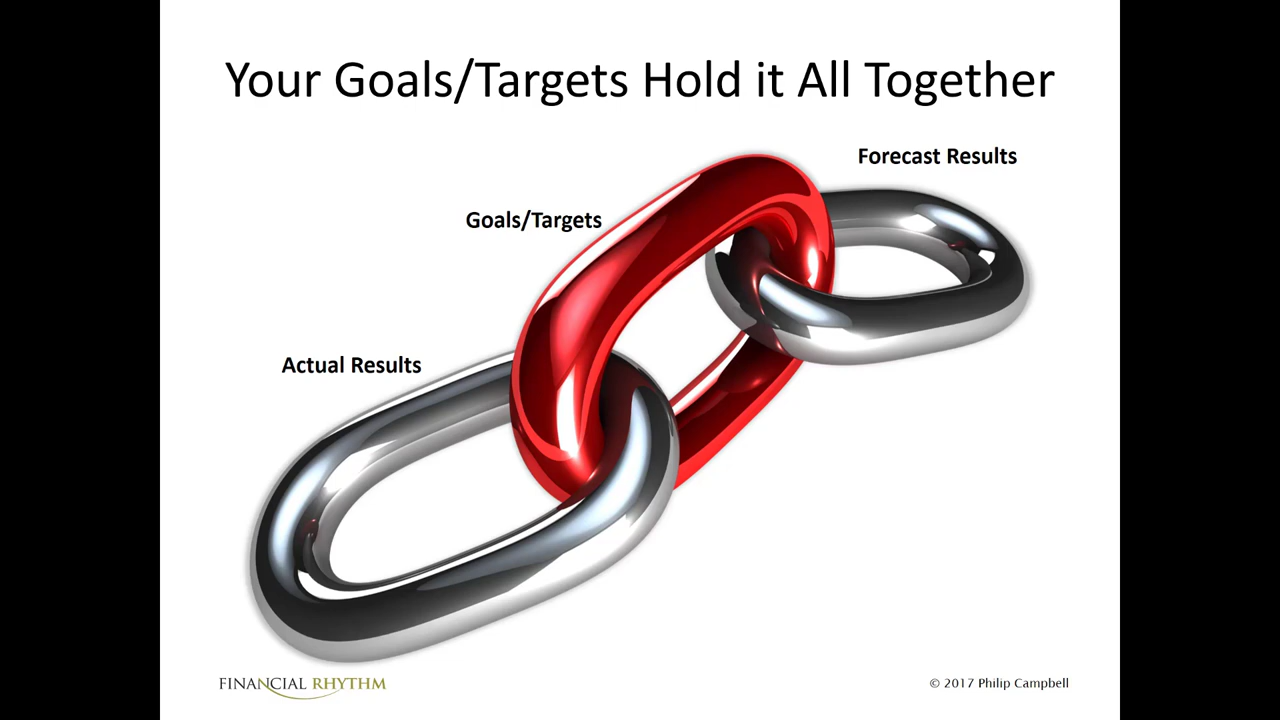 Your Goals/Targets Hold it All Together
Forecast Results
Goals/Targets
Actual Results
FINANCIAL RHYTHM
© 2017 Philip Campbell